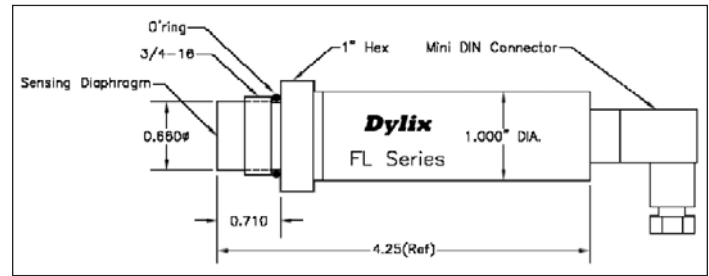 O'ring
3/4-16
1" Hex
Mini DIN Connector
Sensing Diaphragm
0.660ø
Dylix
FL Series
1.000" DIA.
0.710
4.25(Ref)